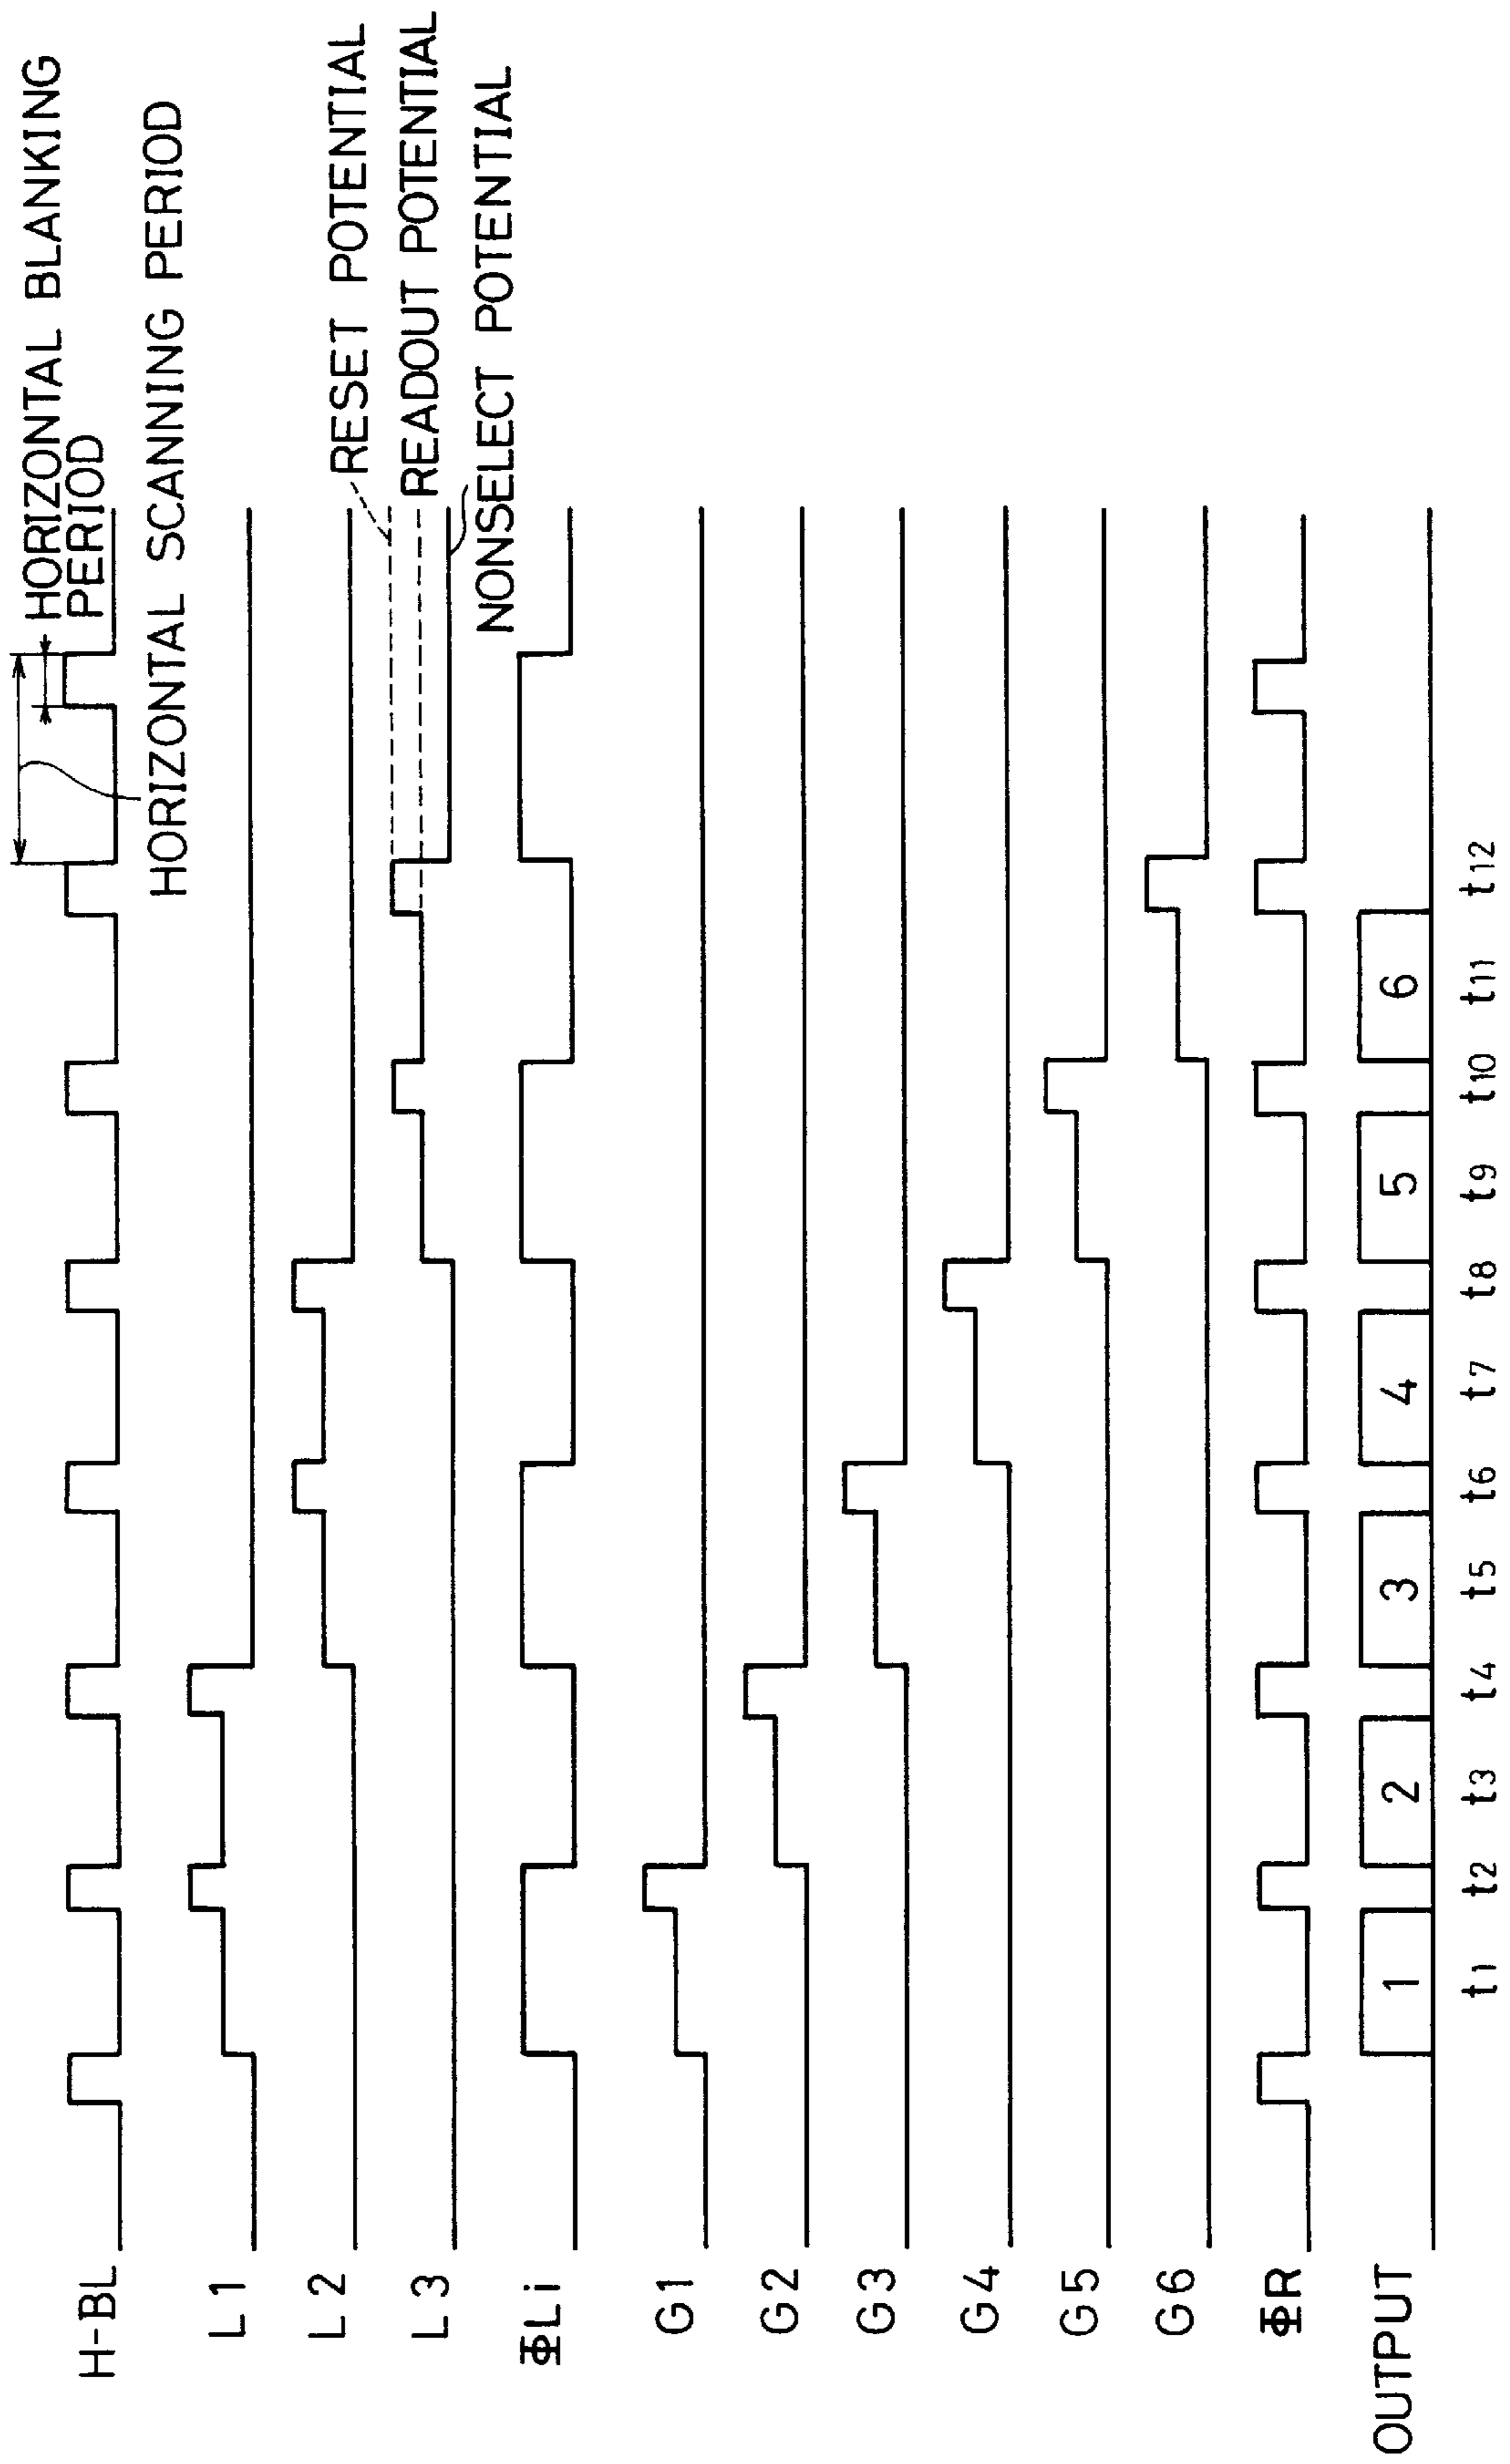 HORIZONTAL BLANKING
PERIOD
HORIZONTAL SCANNING PERIOD
RESET POTENTIAL
READOUT POTENTIAL
NONSELECT POTENTIAL
H-BL
L1
L2
L3
ΦLi
G1
G2
G3
G4
G5
G6
ΦR
OUTPUT
1 2 3 4 5 6
t1 t2 t3 t4 t5 t6 t7 t8 t9 t10 t11 t12